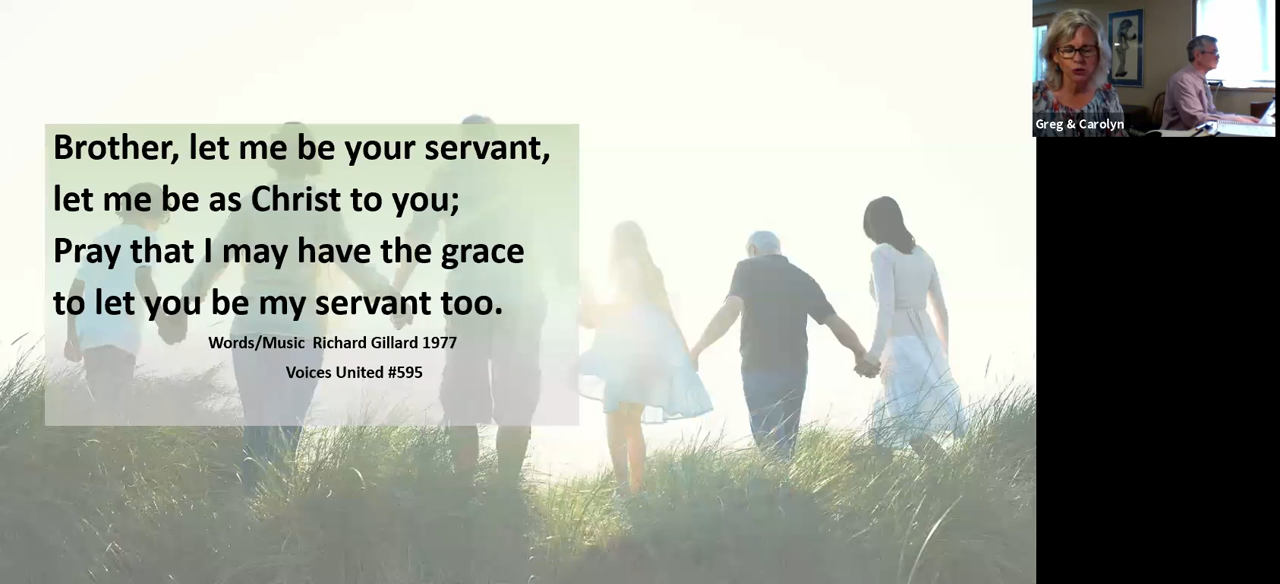 Brother, let me be your servant,
let me be as Christ to you;
Pray that I may have the grace
to let you be my servant too.
Words/Music  Richard Gillard 1977
Voices United #595
Greg & Carolyn